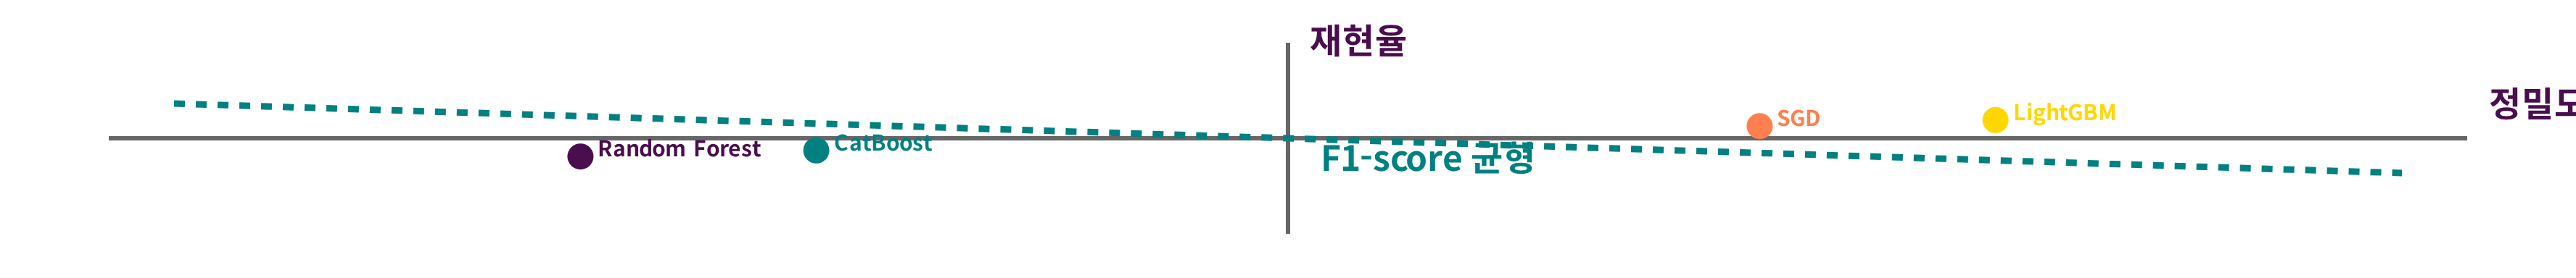 재현율
정밀도
SGD
LightGBM
Random Forest
CatBoost
F1-score 균형